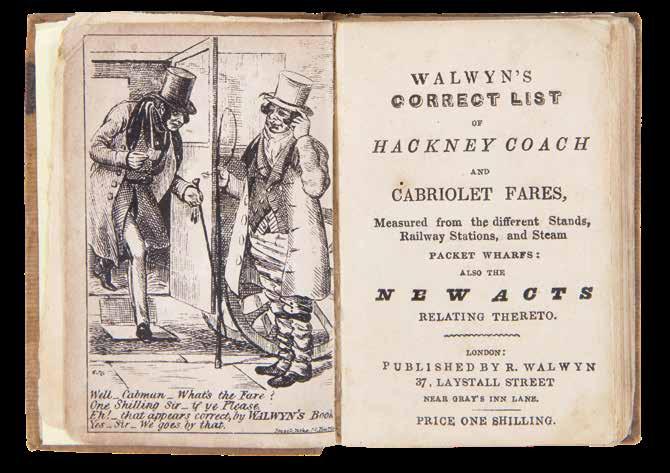 Well_ Cabmun_ What's the Fare?
One Shilling Sir_ if ye Please
Eh!_ that appears correct, by WALWYN'S Book
Yes_ Sir_ We goes by that.
WALWYN'S
CORRECT LIST
OF
HACKNEY COACH
AND
CABRIOLET FARES,
Measured from the different Stands,
Railway Stations, and Steam
PACKET WHARFS:
ALSO THE
NEW ACTS
RELATING THERETO.
LONDON:
PUBLISHED BY R. WALWYN
37, LAYSTALL STREET
NEAR GRAY'S INN LANE.
PRICE ONE SHILLING.